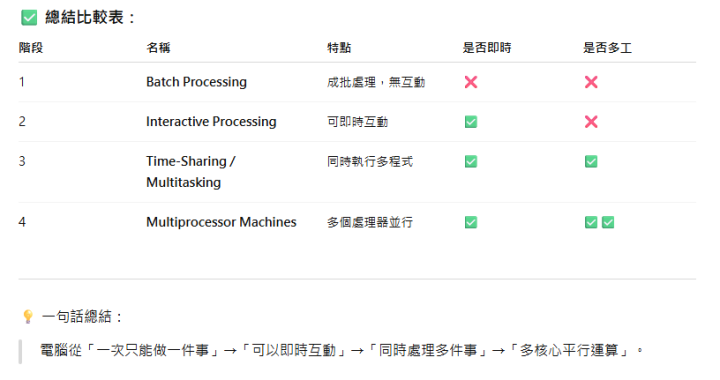 ✅ 總結比較表：
階段 名稱 特點 是否即時 是否多工
1 Batch Processing 成批處理，無互動 ❌ ❌
2 Interactive Processing 可即時互動 ✅ ❌
3 Time-Sharing / 同時執行多程式 ✅ ✅
Multitasking
4 Multiprocessor Machines 多個處理器並行 ✅ ✅✅
💡 一句話總結：
電腦從「一次只能做一件事」→「可以即時互動」→「同時處理多件事」→「多核心平行運算」。